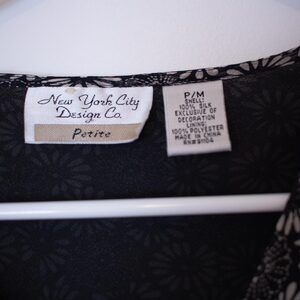 New York City
Design Co.
Petite
P/M
SHELL:
100% SILK
EXCLUSIVE OF
DECORATION
LINING:
100% POLYESTER
MADE IN CHINA
RN#91104